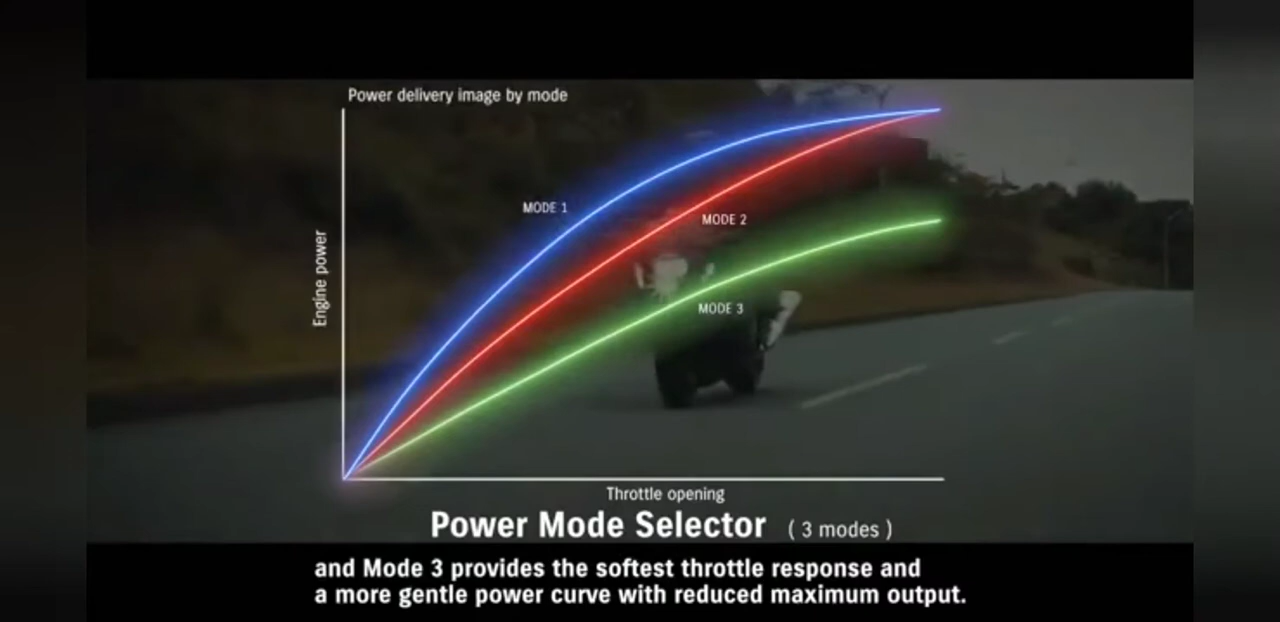 Power delivery image by mode
MODE 1
MODE 2
Engine power
MODE 3
Throttle opening
Power Mode Selector ( 3 modes )
and Mode 3 provides the softest throttle response and
a more gentle power curve with reduced maximum output.